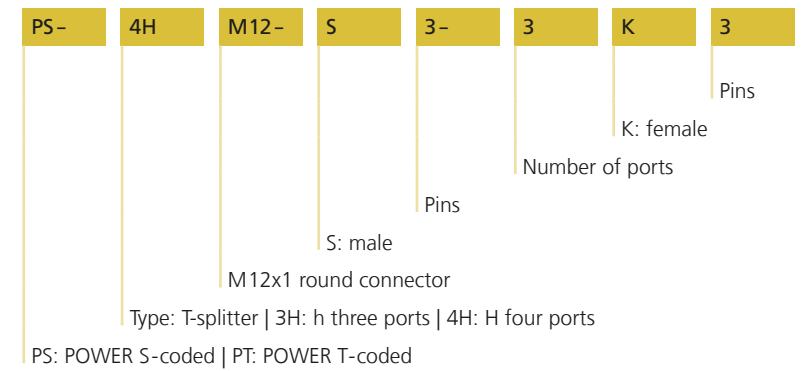 PS– 4H M12– S 3– 3 K 3
Pins
K: female
Number of ports
Pins
S: male
M12x1 round connector
Type: T-splitter | 3H: h three ports | 4H: H four ports
PS: POWER S-coded | PT: POWER T-coded